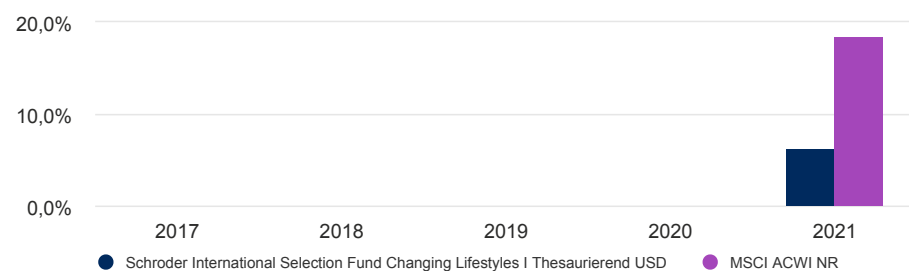 20,0%
10,0%
0,0%
2017 2018 2019 2020 2021
Schroder International Selection Fund Changing Lifestyles I Thesaurierend USD MSCI ACWI NR